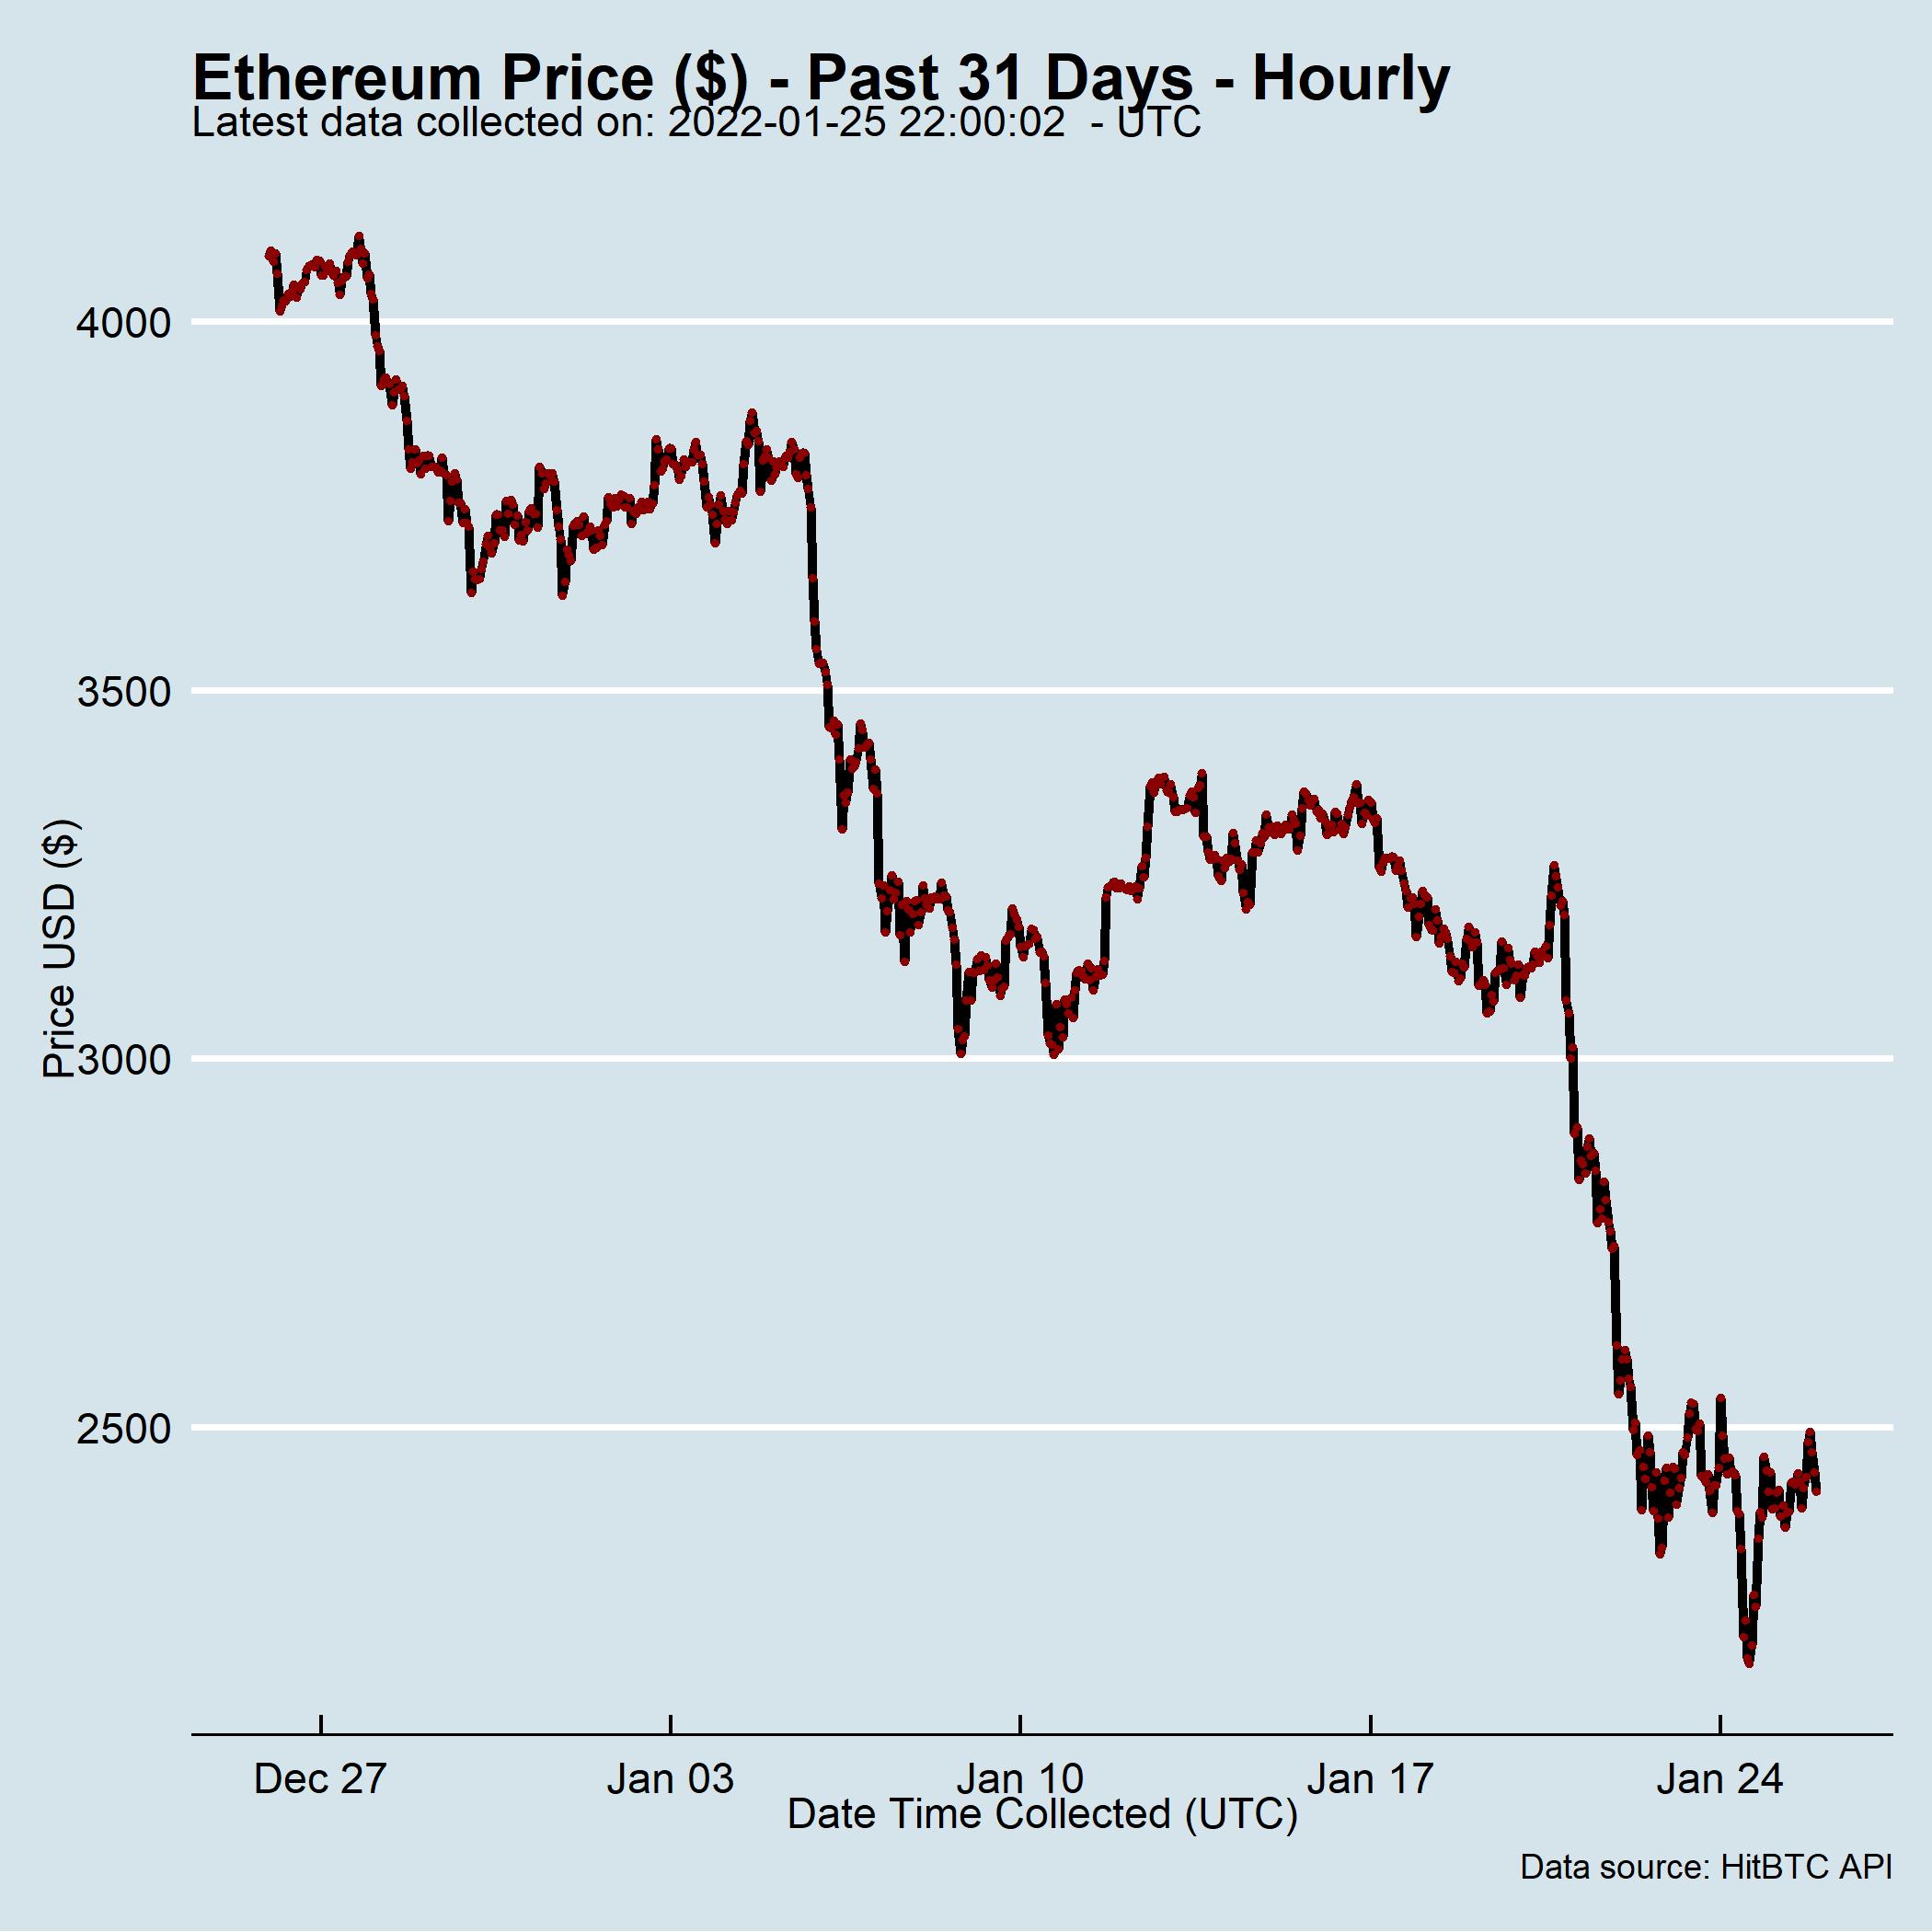 Ethereum Price ($) - Past 31 Days - Hourly
Latest data collected on: 2022-01-25 22:00:02  - UTC
Price USD ($)
4000
3500
3000
2500
Dec 27 Jan 03 Jan 10 Jan 17 Jan 24
Date Time Collected (UTC)
Data source: HitBTC API